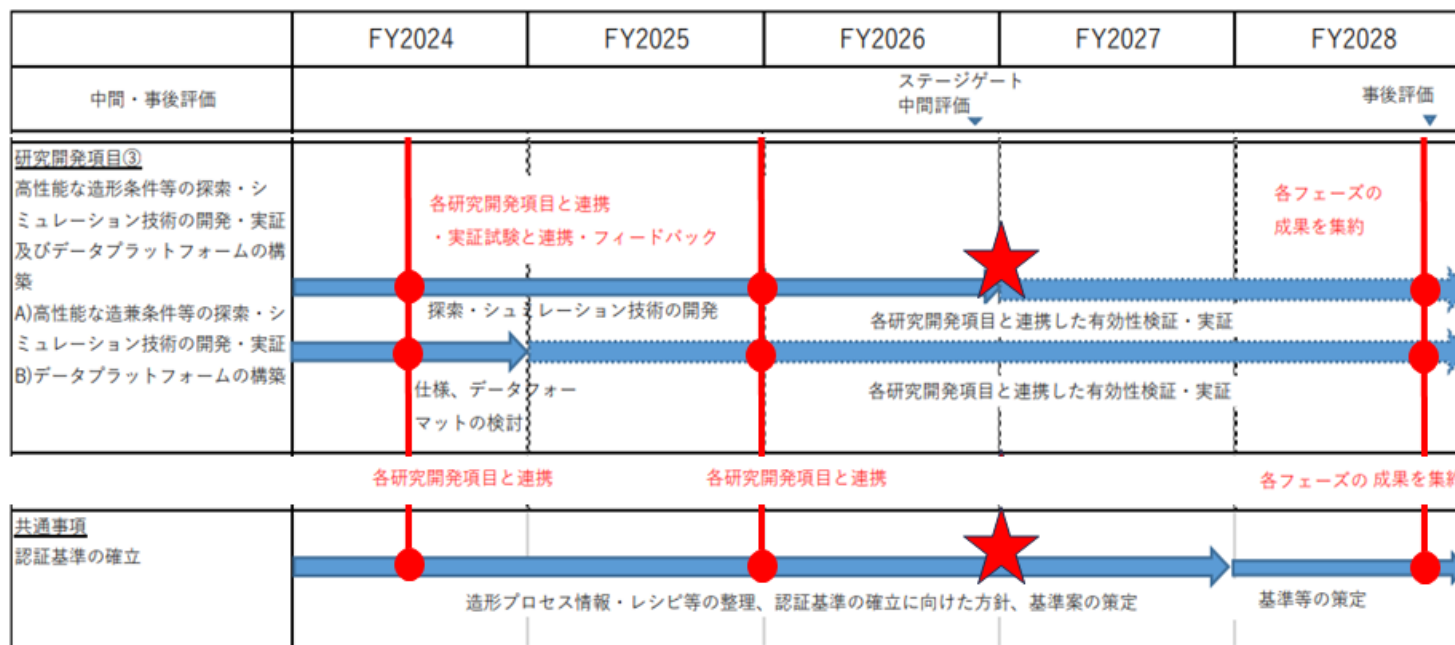 FY2024
FY2025
FY2026
FY2027
FY2028
中間・事後評価
ステージゲート
中間評価
事後評価
研究開発項目③
高性能な造形条件等の探索・シ
ミュレーション技術の開発・実証
及びデータプラットフォームの構
築
A)高性能な造兼条件等の探索・シ
ミュレーション技術の開発・実証
B)データプラットフォームの構築
各研究開発項目と連携
・実証試験と連携・フィードバック
各フェーズの
成果を集約
探索・シュミレーション技術の開発
各研究開発項目と連携した有効性検証・実証
仕様、データフォー
マットの検討
各研究開発項目と連携した有効性検証・実証
各研究開発項目と連携
各研究開発項目と連携
各フェーズの 成果を集約
共通事項
認証基準の確立
造形プロセス情報・レシピ等の整理、認証基準の確立に向けた方針、基準案の策定
基準等の策定